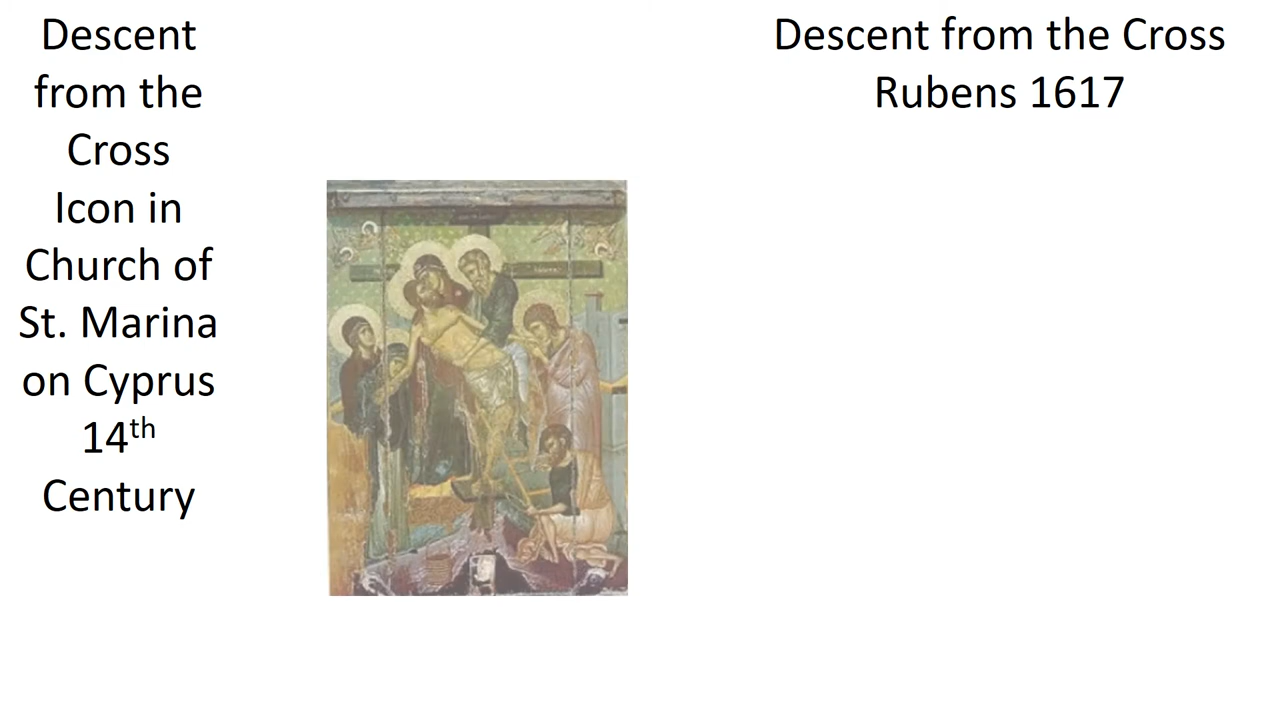 Descent
from the
Cross
Icon in
Church of
St. Marina
on Cyprus
14th
Century
Descent from the Cross
Rubens 1617